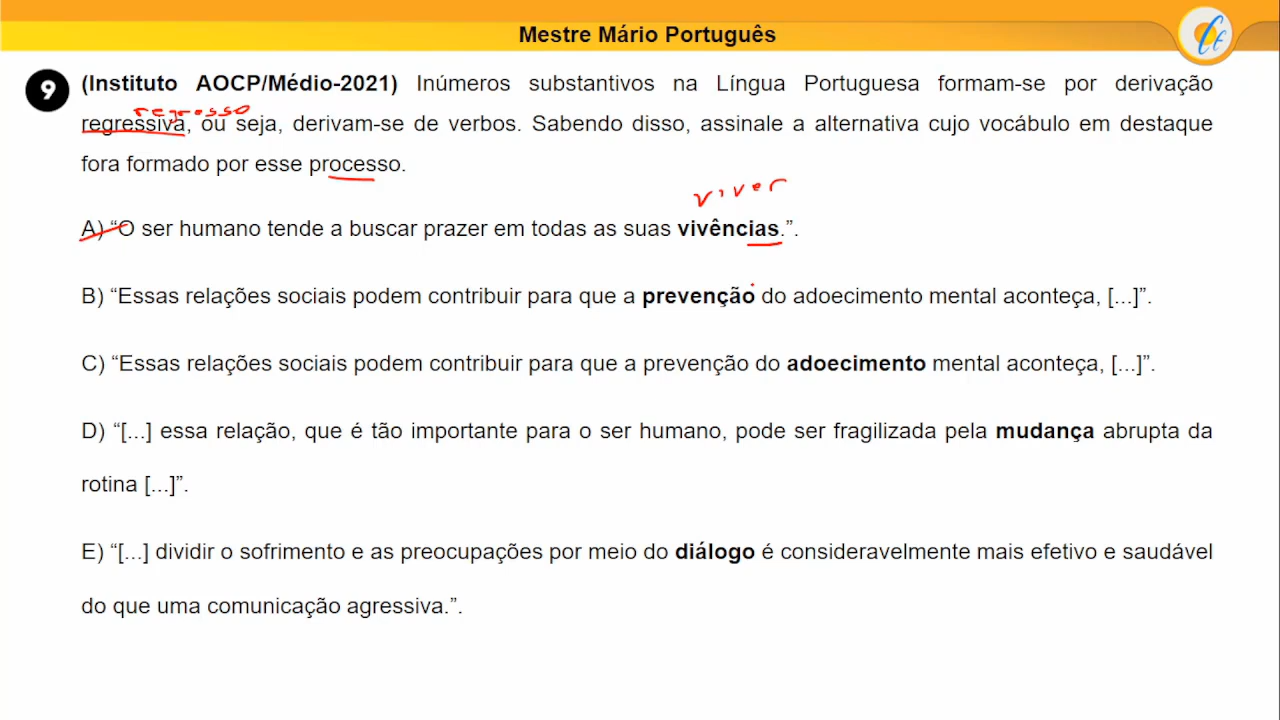 Mestre Mário Português
9 (Instituto AOCP/Médio-2021) Inúmeros substantivos na Língua Portuguesa formam-se por derivação
regresso
regressiva, ou seja, derivam-se de verbos. Sabendo disso, assinale a alternativa cujo vocábulo em destaque
fora formado por esse processo.
viver
A) “O ser humano tende a buscar prazer em todas as suas vivências.”.
B) “Essas relações sociais podem contribuir para que a prevenção do adoecimento mental aconteça, [...]”.
C) “Essas relações sociais podem contribuir para que a prevenção do adoecimento mental aconteça, [...]”.
D) “[...] essa relação, que é tão importante para o ser humano, pode ser fragilizada pela mudança abrupta da
rotina [...]”.
E) “[...] dividir o sofrimento e as preocupações por meio do diálogo é consideravelmente mais efetivo e saudável
do que uma comunicação agressiva.”.